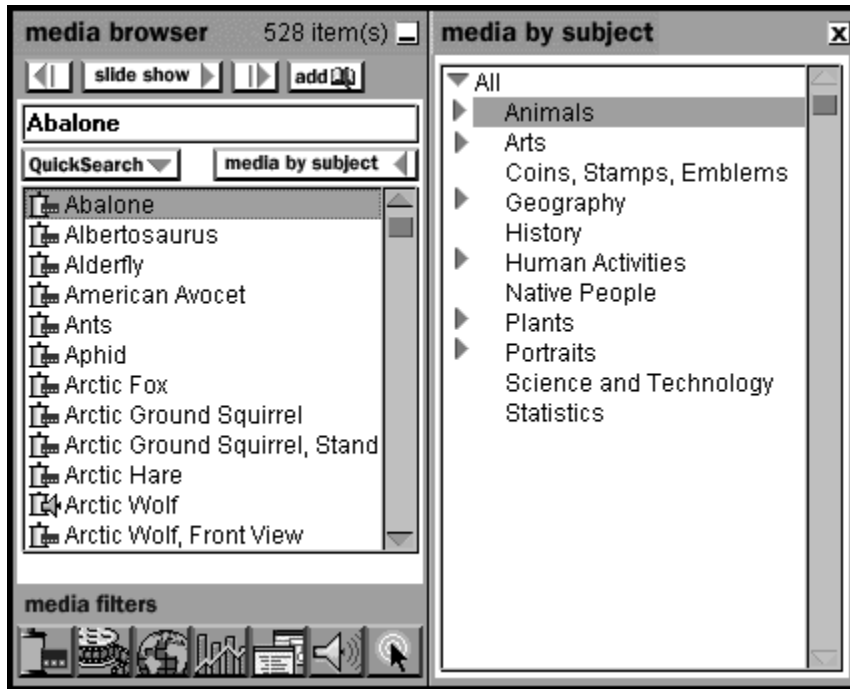 media browser 528 item(s)
slide show add
Abalone
QuickSearch media by subject
Abalone
Albertosaurus
Alderfly
American Avocet
Ants
Aphid
Arctic Fox
Arctic Ground Squirrel
Arctic Ground Squirrel, Stand
Arctic Hare
Arctic Wolf
Arctic Wolf, Front View
media filters
media by subject x
All
Animals
Arts
Coins, Stamps, Emblems
Geography
History
Human Activities
Native People
Plants
Portraits
Science and Technology
Statistics